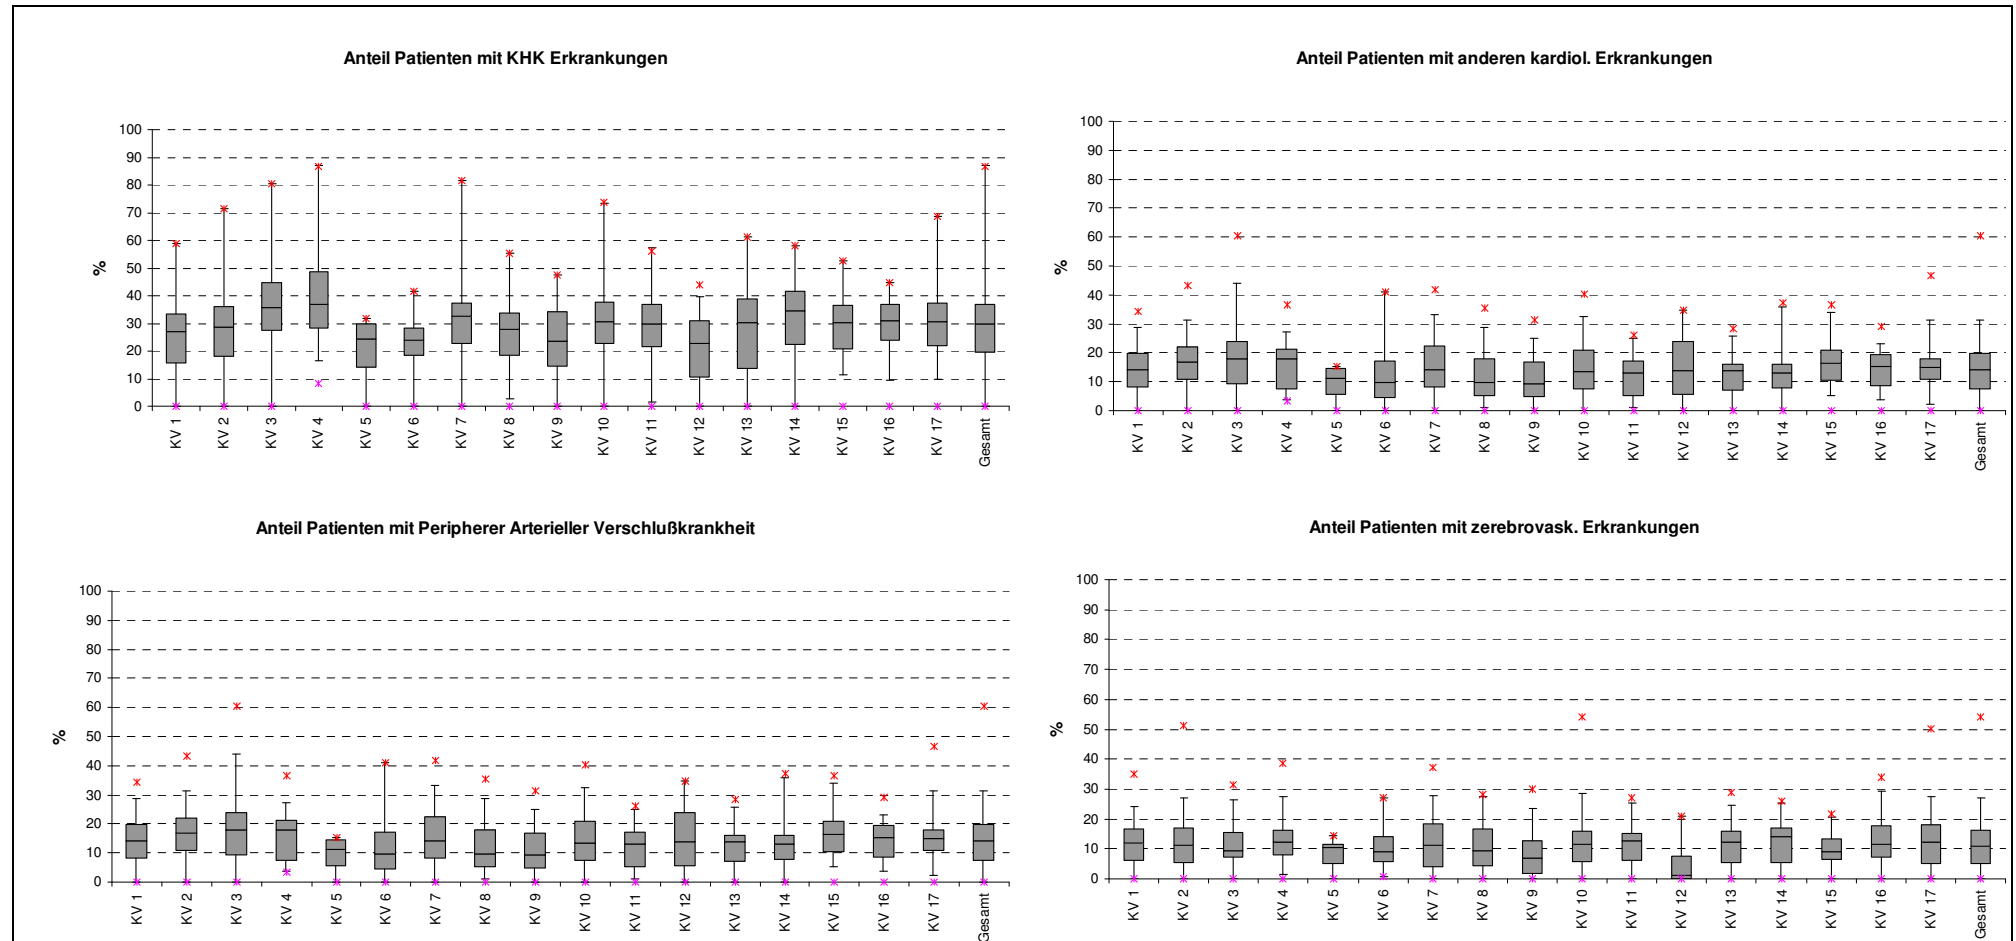 Anteil Patienten mit KHK Erkrankungen
%
100
90
80
70
60
50
40
30
20
10
0
KV 1
KV 2
KV 3
KV 4
KV 5
KV 6
KV 7
KV 8
KV 9
KV 10
KV 11
KV 12
KV 13
KV 14
KV 15
KV 16
KV 17
Gesamt
Anteil Patienten mit anderen kardiol. Erkrankungen
%
100
90
80
70
60
50
40
30
20
10
0
KV 1
KV 2
KV 3
KV 4
KV 5
KV 6
KV 7
KV 8
KV 9
KV 10
KV 11
KV 12
KV 13
KV 14
KV 15
KV 16
KV 17
Gesamt
Anteil Patienten mit Peripherer Arterieller Verschlußkrankheit
%
100
90
80
70
60
50
40
30
20
10
0
KV 1
KV 2
KV 3
KV 4
KV 5
KV 6
KV 7
KV 8
KV 9
KV 10
KV 11
KV 12
KV 13
KV 14
KV 15
KV 16
KV 17
Gesamt
Anteil Patienten mit zerebrovask. Erkrankungen
%
100
90
80
70
60
50
40
30
20
10
0
KV 1
KV 2
KV 3
KV 4
KV 5
KV 6
KV 7
KV 8
KV 9
KV 10
KV 11
KV 12
KV 13
KV 14
KV 15
KV 16
KV 17
Gesamt